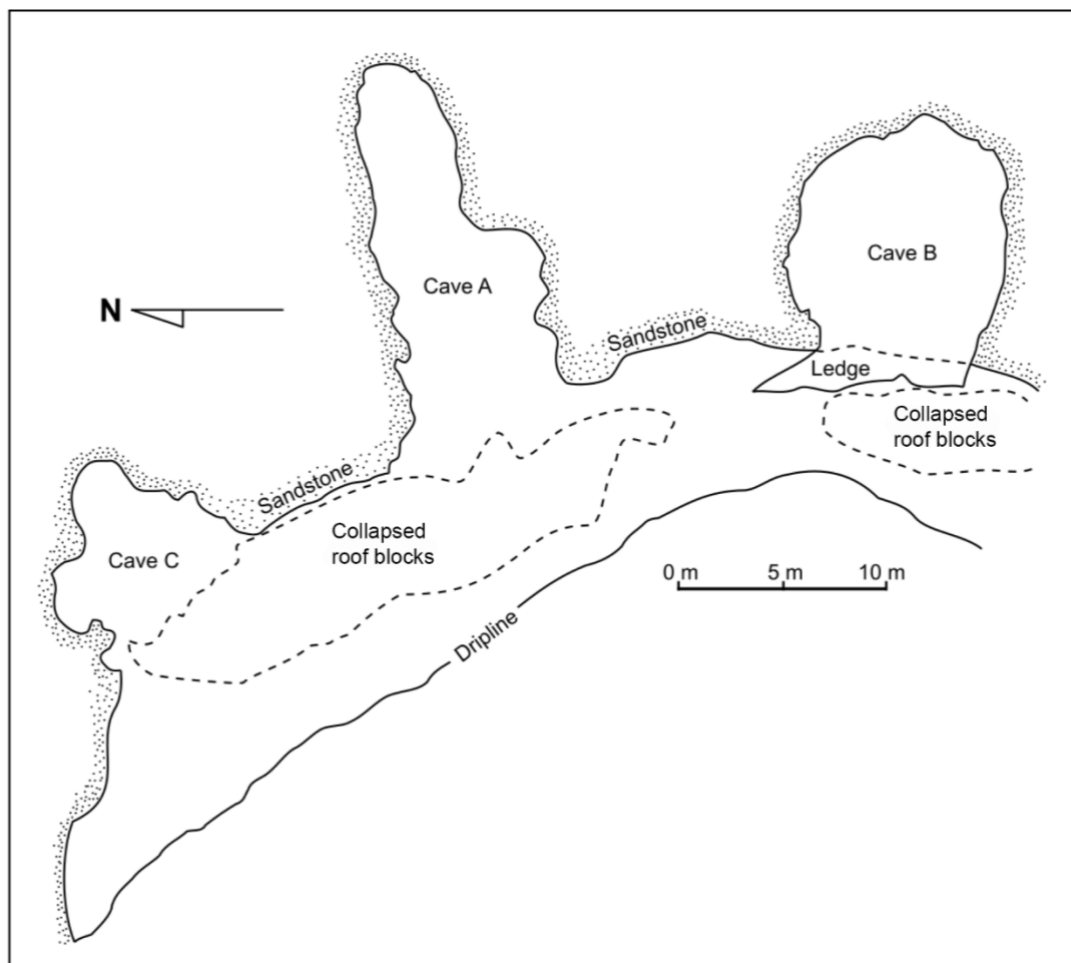 Cave A
Cave B
N
Sandstone
Ledge
Collapsed
roof blocks
Sandstone
Collapsed
roof blocks
Cave C
0 m 5 m 10 m
Dripline